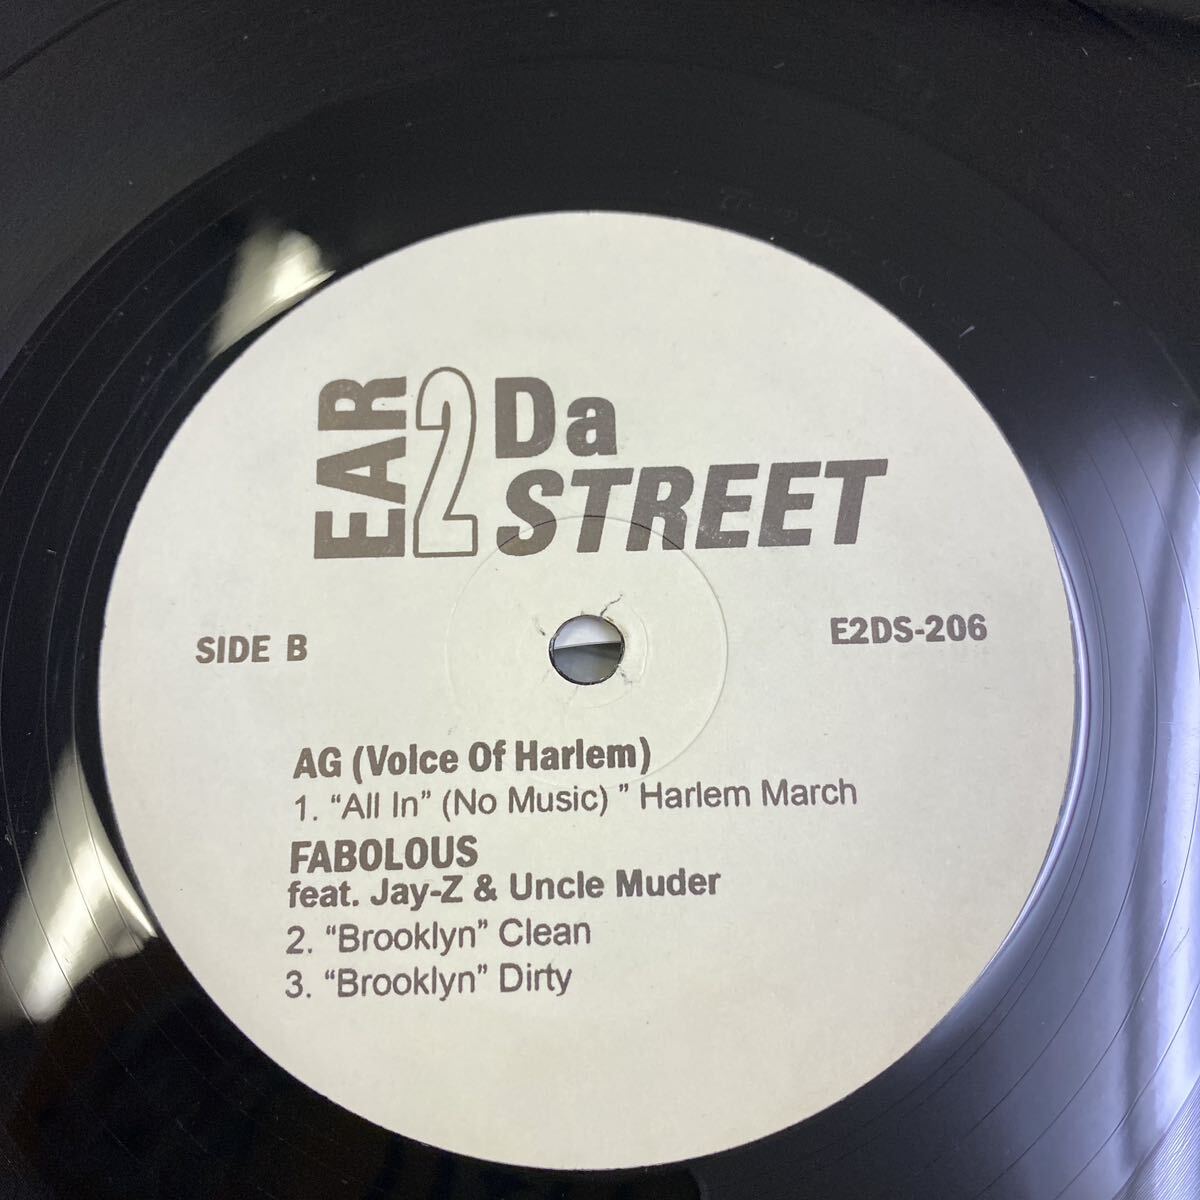 EAR 2 Da
STREET
SIDE B
E2DS-206
AG (Voice Of Harlem)
1. “All In” (No Music) ” Harlem March
FABOLOUS
feat. Jay-Z & Uncle Muder
2. “Brooklyn” Clean
3. “Brooklyn” Dirty